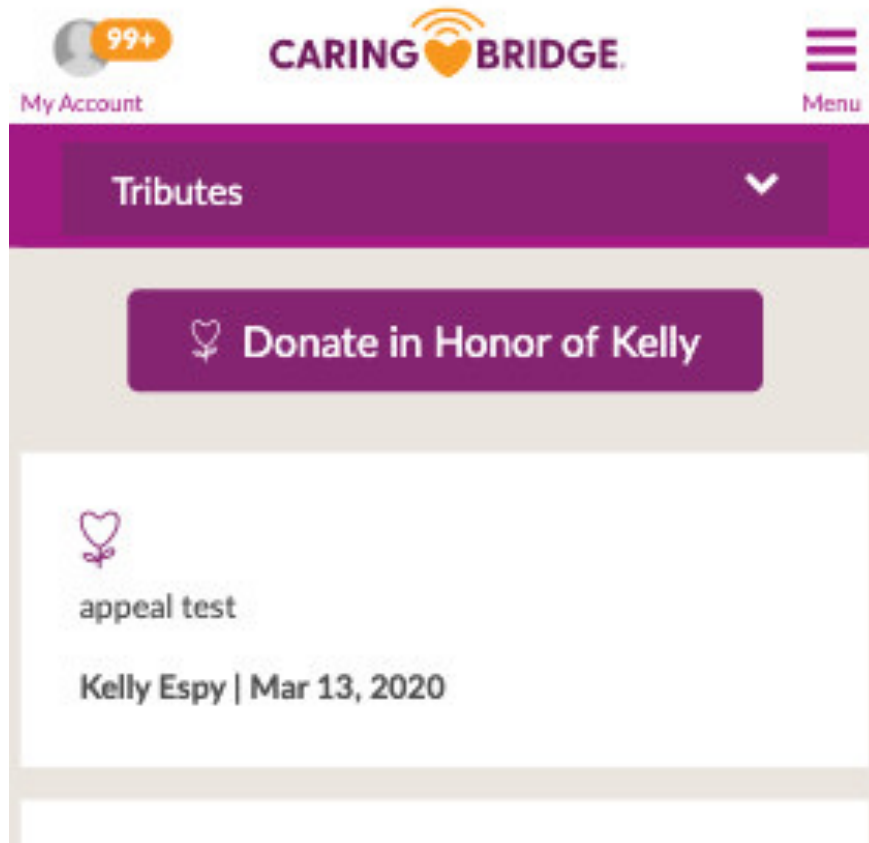 99+
CARING BRIDGE.
My Account
Menu
Tributes
Donate in Honor of Kelly
appeal test
Kelly Espy | Mar 13, 2020